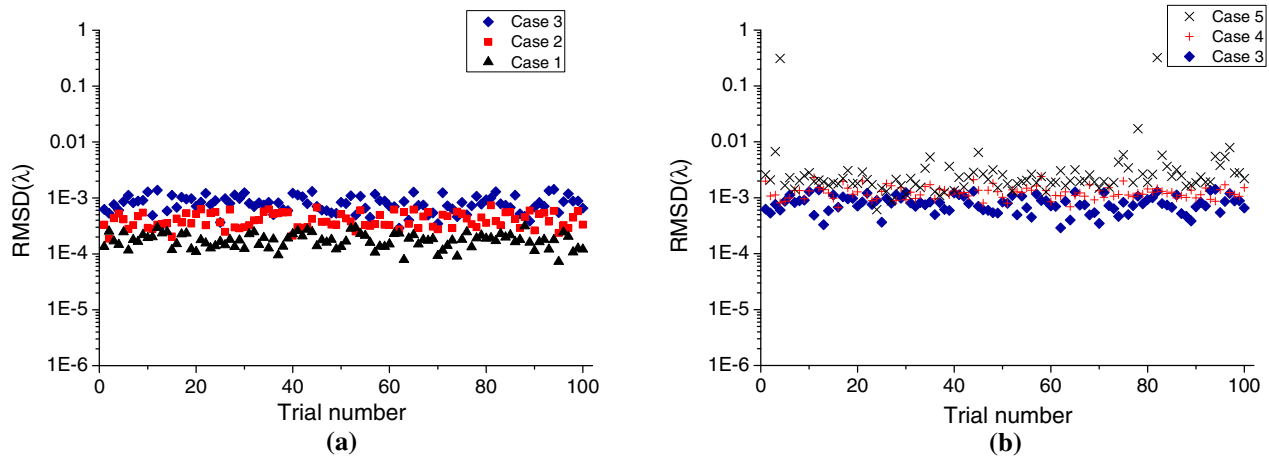 Case 3
Case 2
Case 1
1
0.1
0.01
1E-3
1E-4
1E-5
1E-6
RMSD(λ)
0 20 40 60 80 100
Trial number
(a)
Case 5
Case 4
Case 3
1
0.1
0.01
1E-3
1E-4
1E-5
1E-6
RMSD(λ)
0 20 40 60 80 100
Trial number
(b)